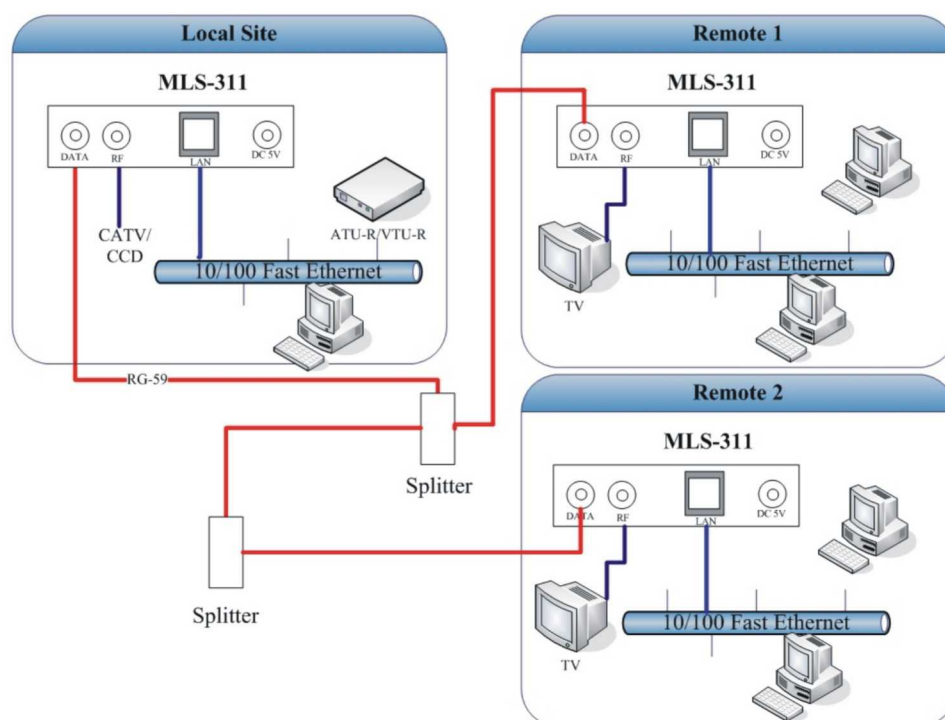 Local Site
MLS-311
DATA
RF
LAN
DC 5V
CATV/
CCD
ATU-R/VTU-R
10/100 Fast Ethernet
RG-59
Splitter
Splitter
Remote 1
MLS-311
DATA
RF
LAN
DC 5V
TV
10/100 Fast Ethernet
Remote 2
MLS-311
DATA
RF
LAN
DC 5V
TV
10/100 Fast Ethernet